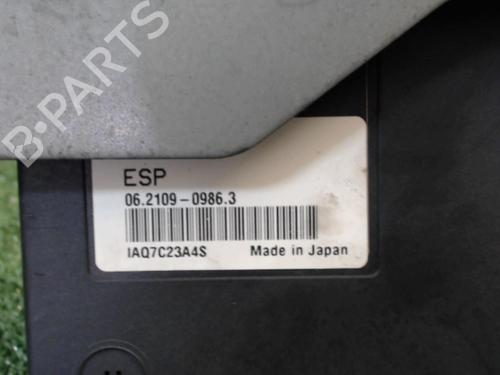 B-PARTS
ESP
06.2109-0986.3
IAQ7C23A4S Made in Japan